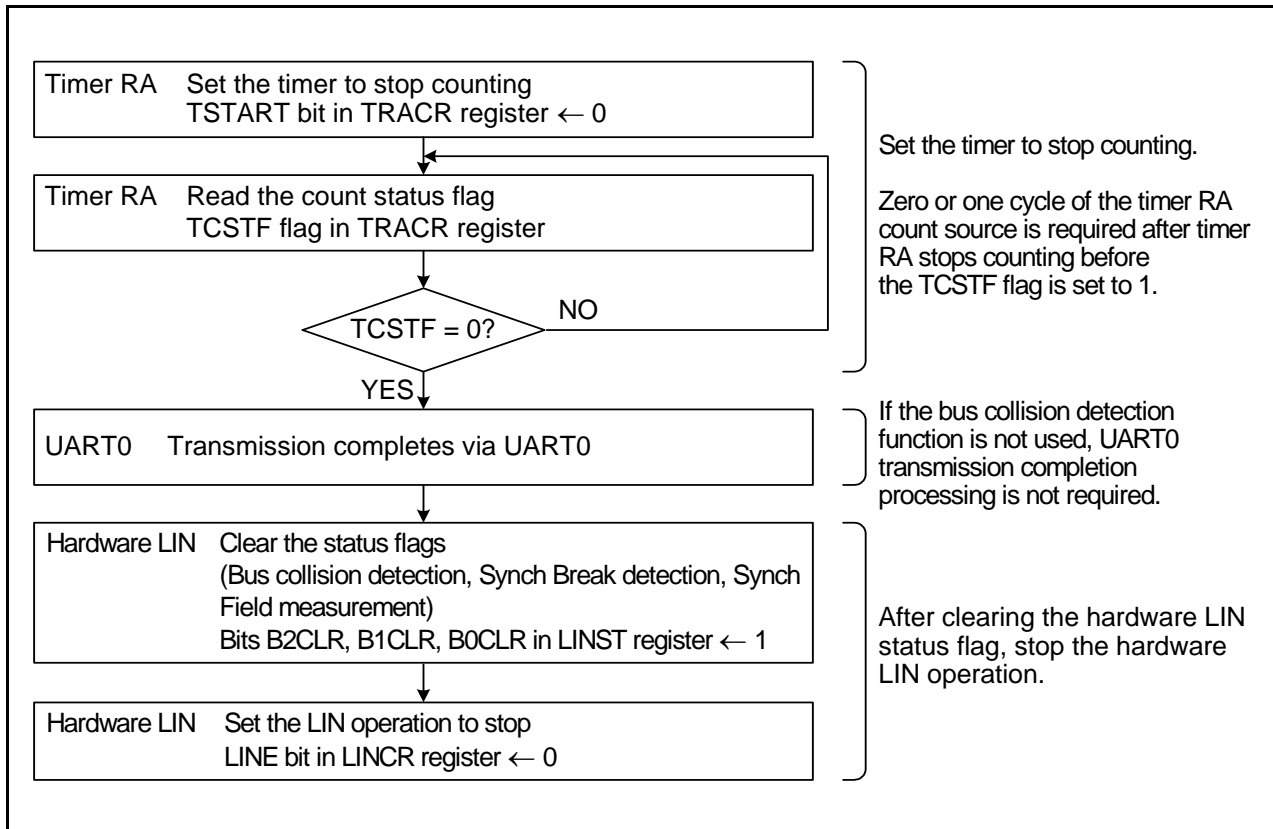 Timer RA Set the timer to stop counting
TSTART bit in TRACR register ← 0
Timer RA Read the count status flag
TCSTF flag in TRACR register
TCSTF = 0?
NO
YES
Set the timer to stop counting.
Zero or one cycle of the timer RA
count source is required after timer
RA stops counting before
the TCSTF flag is set to 1.
UART0 Transmission completes via UART0
If the bus collision detection
function is not used, UART0
transmission completion
processing is not required.
Hardware LIN Clear the status flags
(Bus collision detection, Synch Break detection, Synch
Field measurement)
Bits B2CLR, B1CLR, B0CLR in LINST register ← 1
Hardware LIN Set the LIN operation to stop
LINE bit in LINCR register ← 0
After clearing the hardware LIN
status flag, stop the hardware
LIN operation.